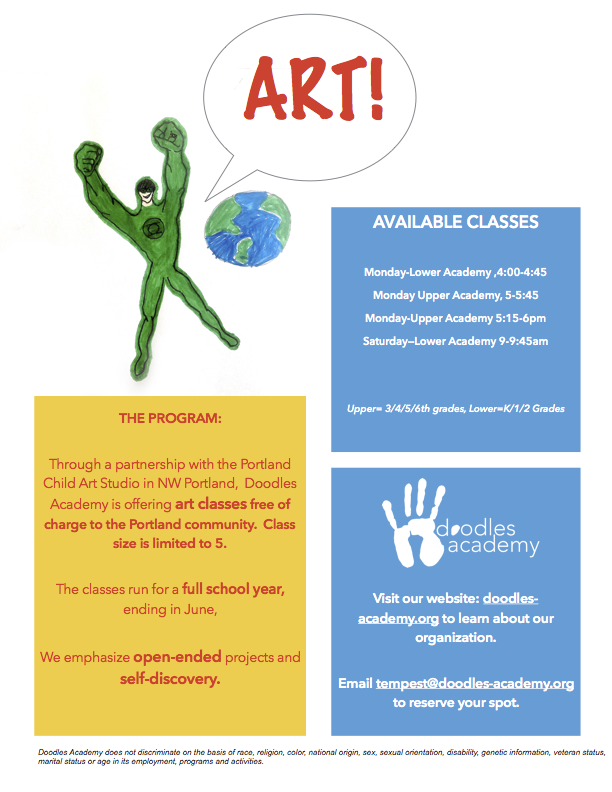 ART!
AVAILABLE CLASSES
Monday-Lower Academy ,4:00-4:45
Monday Upper Academy, 5-5:45
Monday-Upper Academy 5:15-6pm
Saturday--Lower Academy 9-9:45am
Upper= 3/4/5/6th grades, Lower=K/1/2 Grades
THE PROGRAM:
Through a partnership with the Portland
Child Art Studio in NW Portland, Doodles
Academy is offering art classes free of
charge to the Portland community. Class
size is limited to 5.
The classes run for a full school year,
ending in June,
We emphasize open-ended projects and
self-discovery.
doodles
academy
Visit our website: doodles-
academy.org to learn about our
organization.
Email tempest@doodles-academy.org
to reserve your spot.
Doodles Academy does not discriminate on the basis of race, religion, color, national origin, sex, sexual orientation, disability, genetic information, veteran status,
marital status or age in its employment, programs and activities.